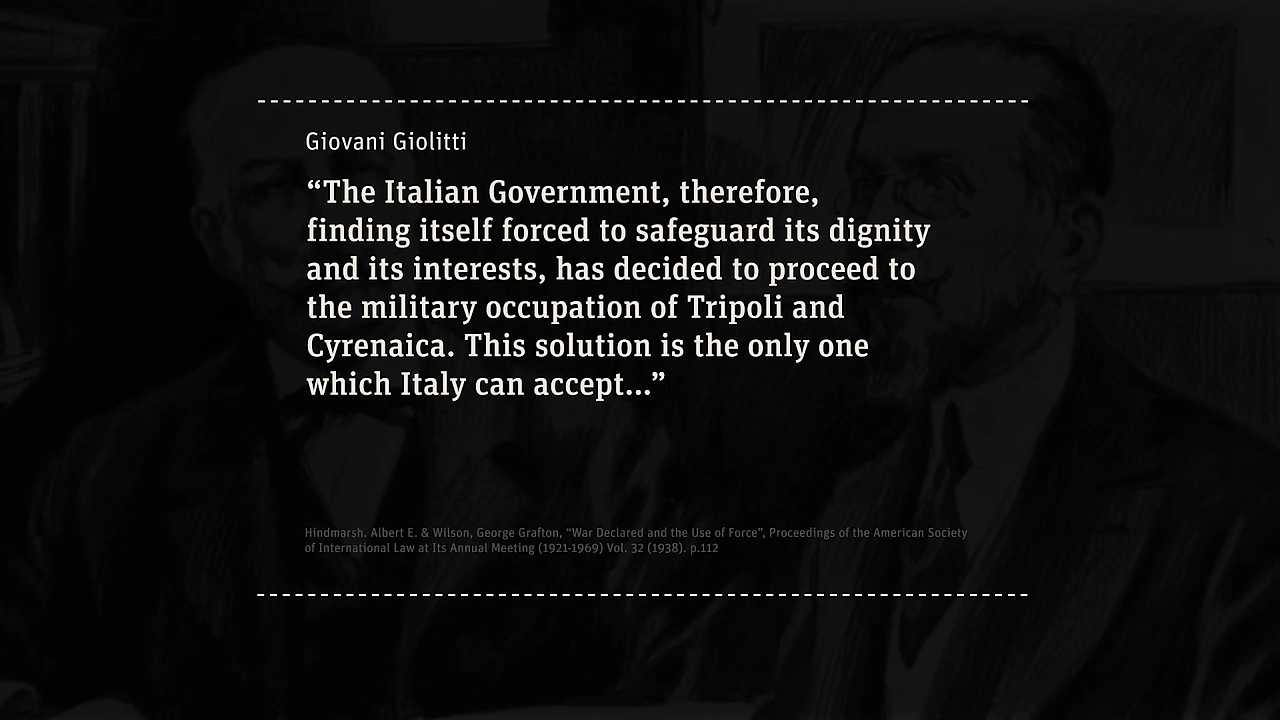 Giovani Giolitti
“The Italian Government, therefore,
finding itself forced to safeguard its dignity
and its interests, has decided to proceed to
the military occupation of Tripoli and
Cyrenaica. This solution is the only one
which Italy can accept...”
Hindmarsh. Albert E. & Wilson, George Grafton, “War Declared and the Use of Force”, Proceedings of the American Society
of International Law at Its Annual Meeting (1921-1969) Vol. 32 (1938). p.112